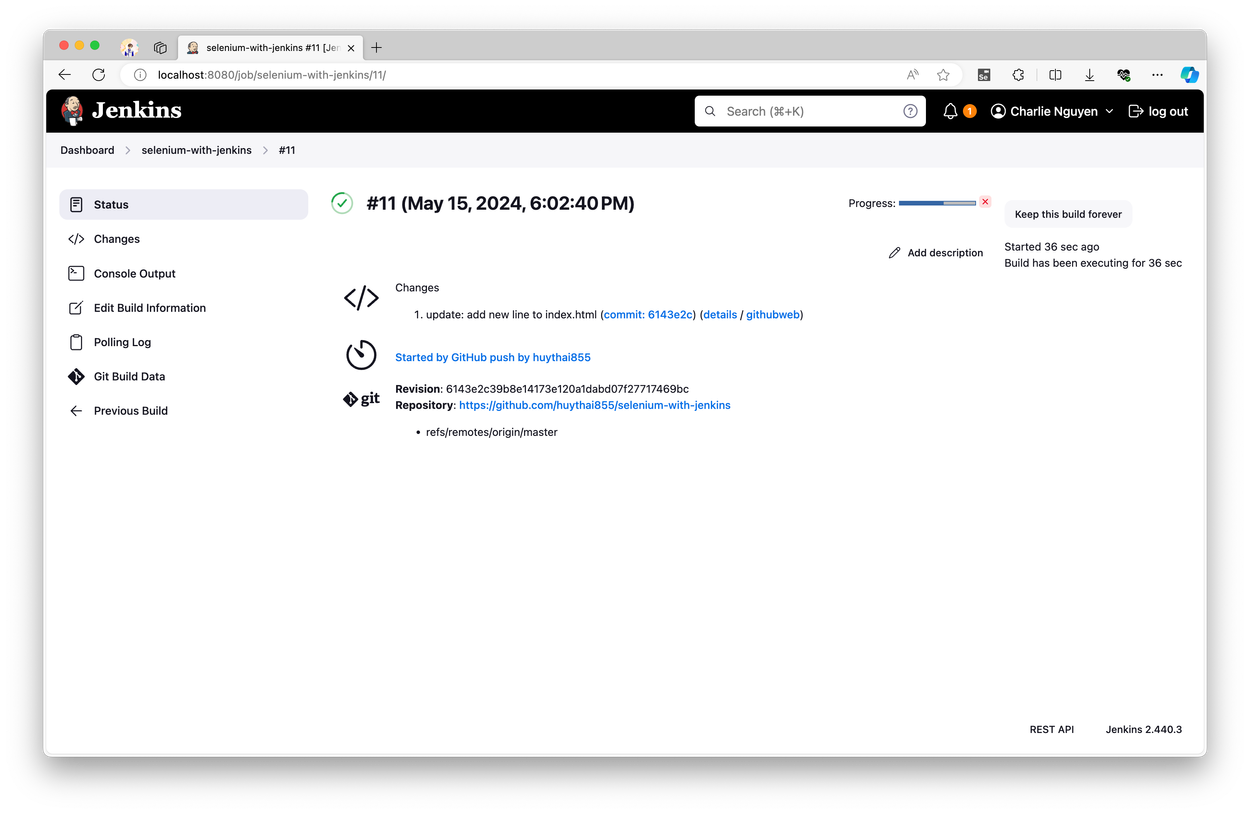 selenium-with-jenkins #11 [Jen
localhost:8080/job/selenium-with-jenkins/11/
Jenkins
Search (⌘+K)
1
Charlie Nguyen
log out
Dashboard
selenium-with-jenkins
#11
Status
Changes
Console Output
Edit Build Information
Polling Log
Git Build Data
Previous Build
#11 (May 15, 2024, 6:02:40 PM)
Progress:
Keep this build forever
Add description
Started 36 sec ago
Build has been executing for 36 sec
Changes
1. update: add new line to index.html (commit: 6143e2c) (details / githubweb)
Started by GitHub push by huythai855
git
Revision: 6143e2c39b8e14173e120a1dabd07f27717469bc
Repository: https://github.com/huythai855/selenium-with-jenkins
• refs/remotes/origin/master
REST API
Jenkins 2.440.3